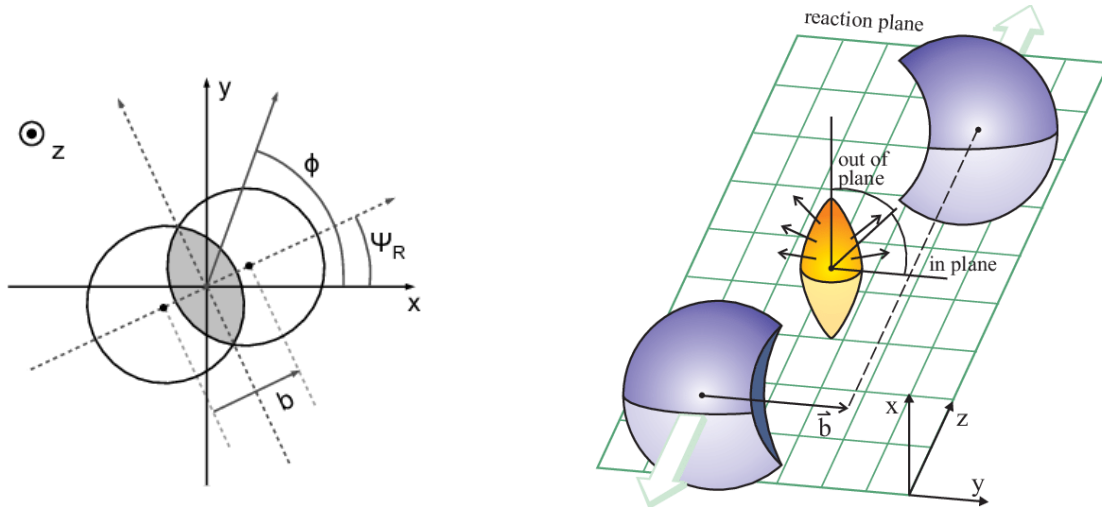 y
z
ϕ
Ψ_R
x
b
reaction plane
out of
plane
in plane
b⃗
x
z
y